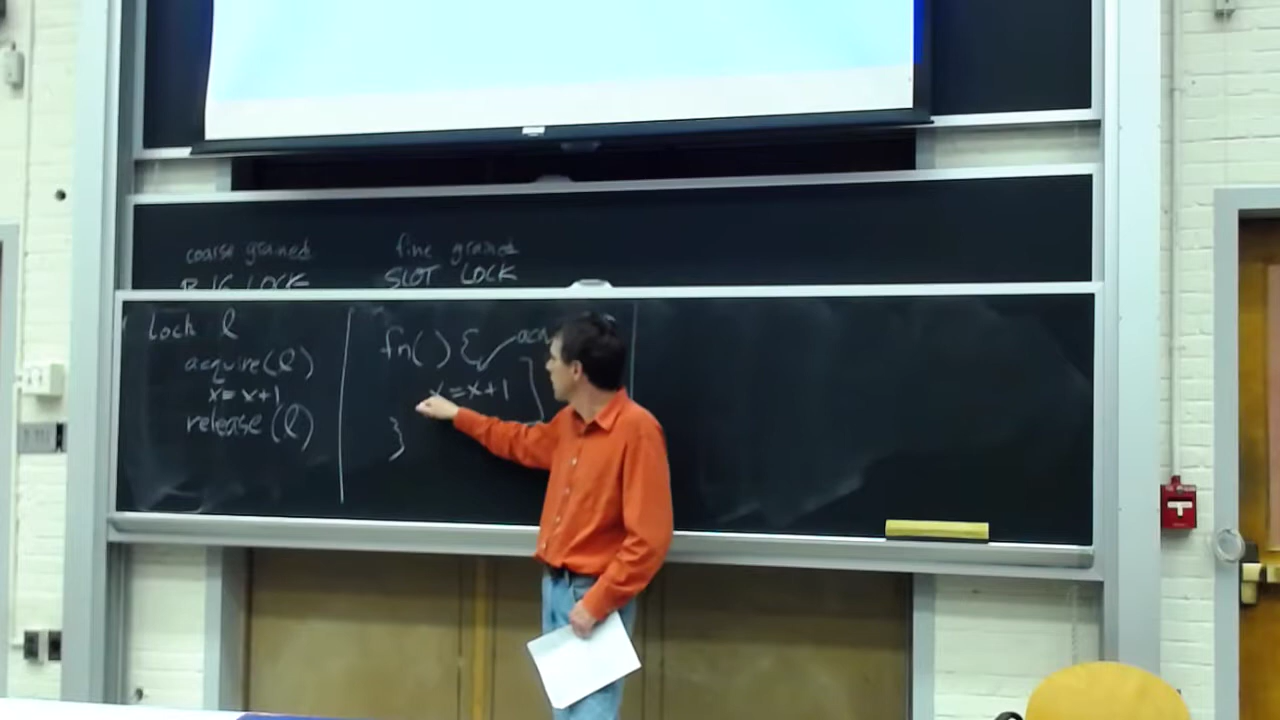 coarse grained
fine grained
SLOT LOCK
Lock l
acquire(l)
x = x+1
release(l)
fn() {
x = x+1
}